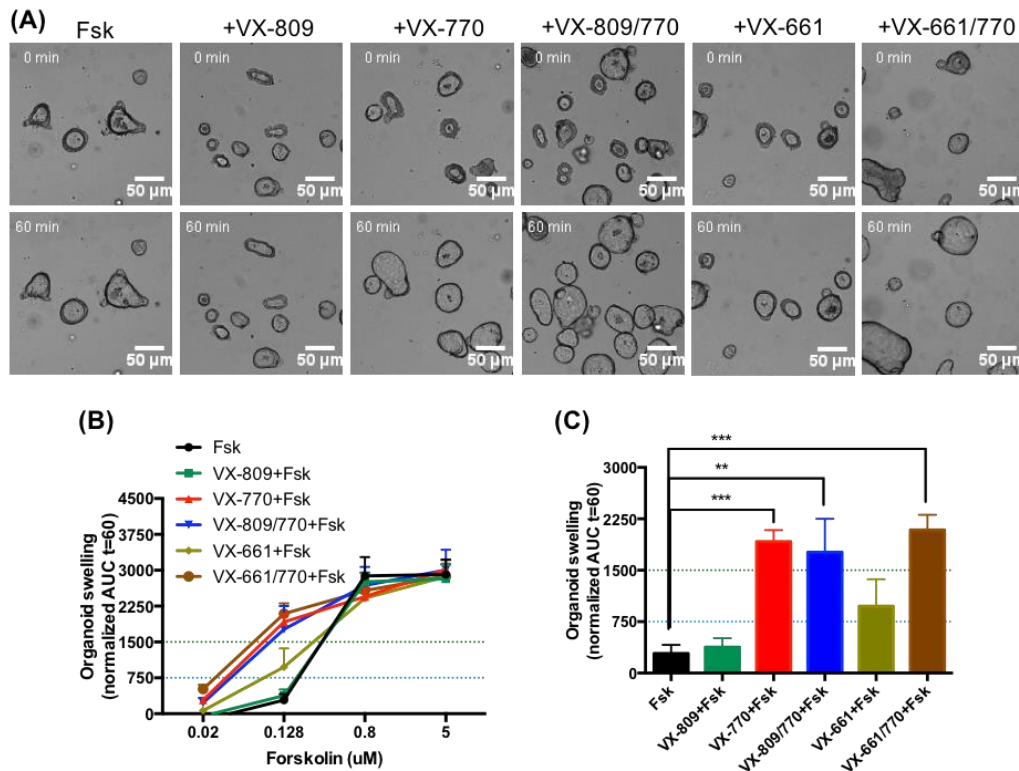 (A)
Fsk
+VX-809
+VX-770
+VX-809/770
+VX-661
+VX-661/770
0 min
0 min
0 min
0 min
0 min
0 min
50 µm
50 µm
50 µm
50 µm
50 µm
50 µm
60 min
60 min
60 min
60 min
60 min
60 min
50 µm
50 µm
50 µm
50 µm
50 µm
50 µm
(B)
Fsk
VX-809+Fsk
VX-770+Fsk
VX-809/770+Fsk
VX-661+Fsk
VX-661/770+Fsk
Organoid swelling
(normalized AUC t=60)
4500
3750
3000
2250
1500
750
0
0.02
0.128
0.8
5
Forskolin (uM)
(C)
***
**
***
Organoid swelling
(normalized AUC t=60)
3000
2250
1500
750
0
Fsk
VX-809+Fsk
VX-770+Fsk
VX-809/770+Fsk
VX-661+Fsk
VX-661/770+Fsk